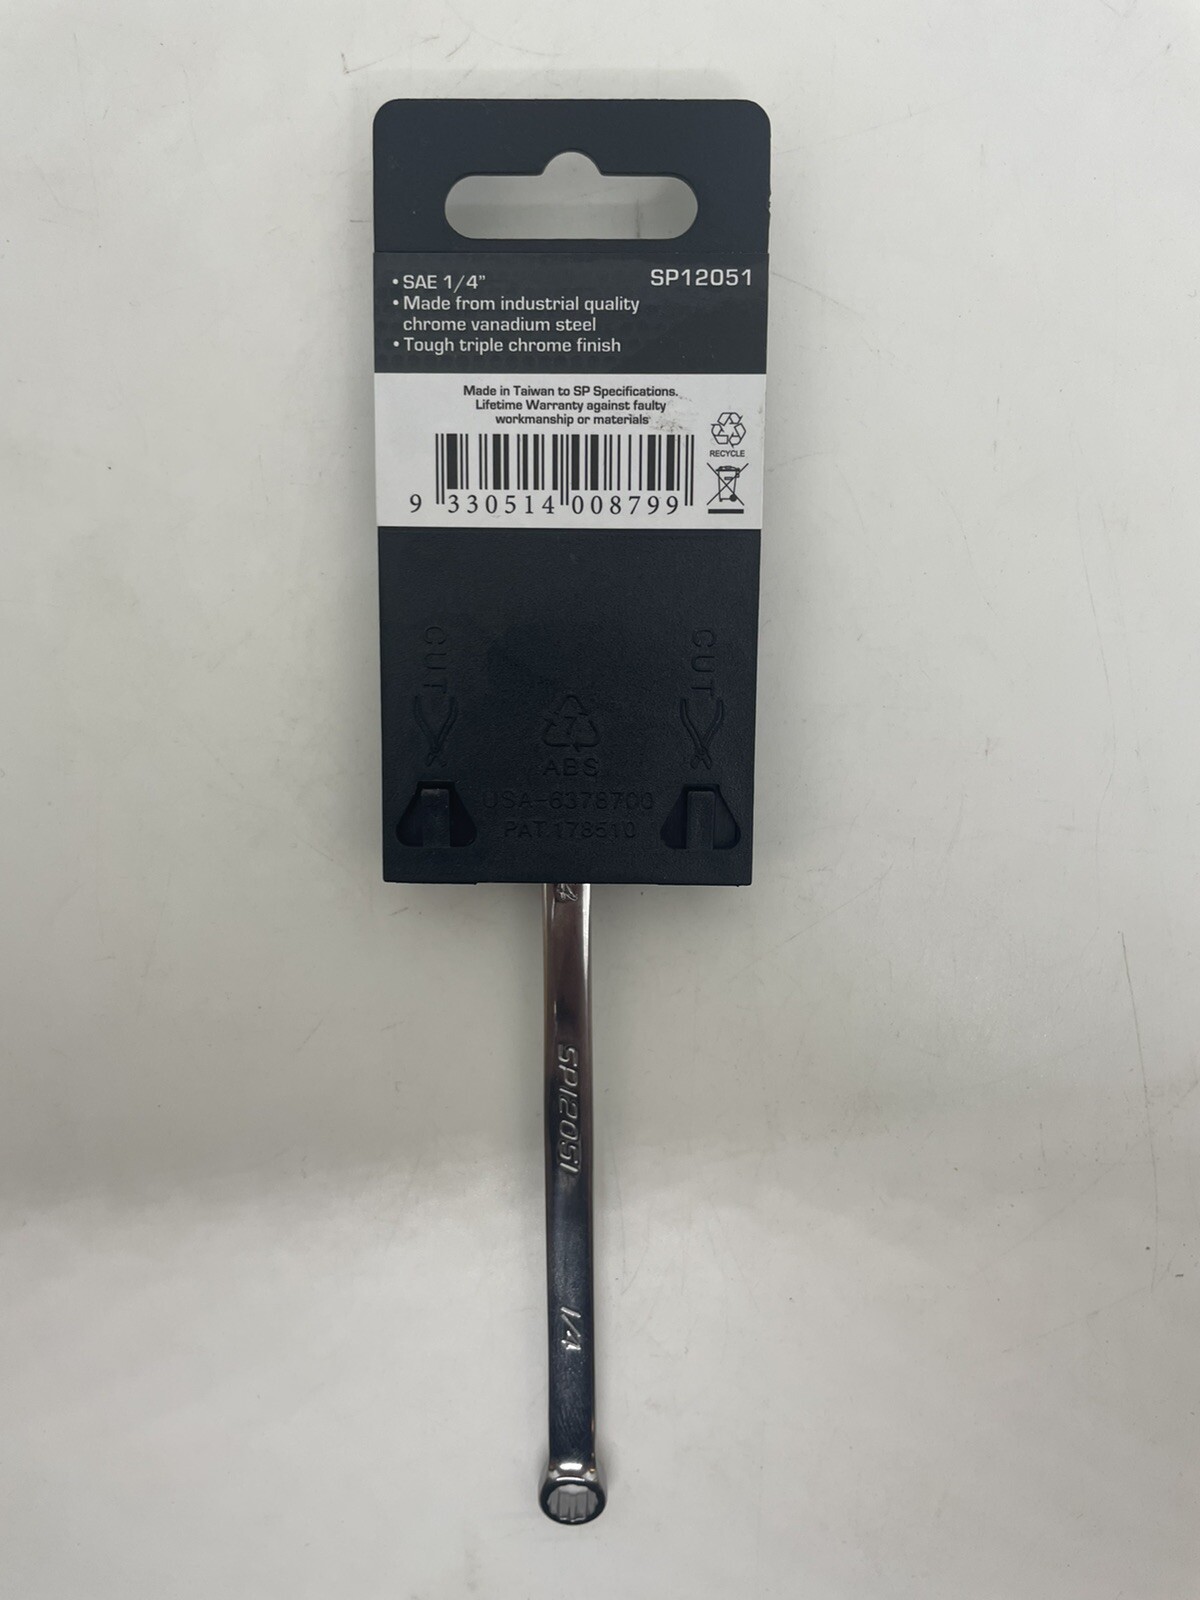 • SAE 1/4”
SP12051
• Made from industrial quality
chrome vanadium steel
• Tough triple chrome finish
Made in Taiwan to SP Specifications.
Lifetime Warranty against faulty
workmanship or materials
RECYCLE
9 330514 008799
CUT
CUT
7
ABS
USA-6378700
PAT.178510
SP12051
1/4